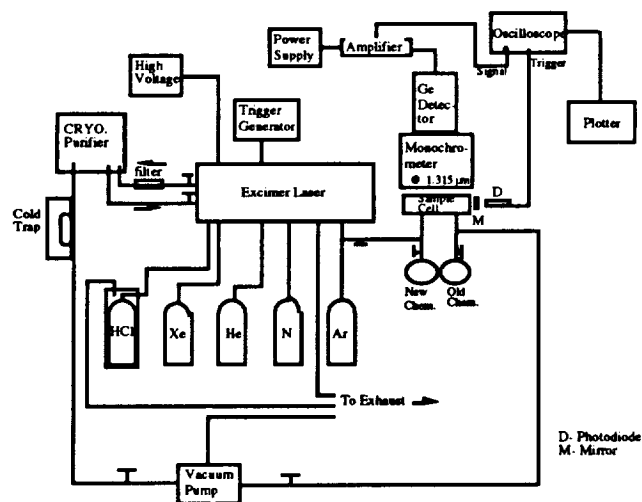 Power
Supply
Amplifier
Oscilloscope
Signal
Trigger
High
Voltage
Ge
Detec-
tor
Plotter
Trigger
Generator
CRYO.
Purifier
filter
Monochro-
meter
@ 1.315 µm
D
Excimer Laser
Sample
Cell
M
Cold
Trap
New
Chem.
Old
Chem.
HCl
Xe
He
N
Ar
To Exhaust
D- Photodiode
M- Mirror
Vacuum
Pump